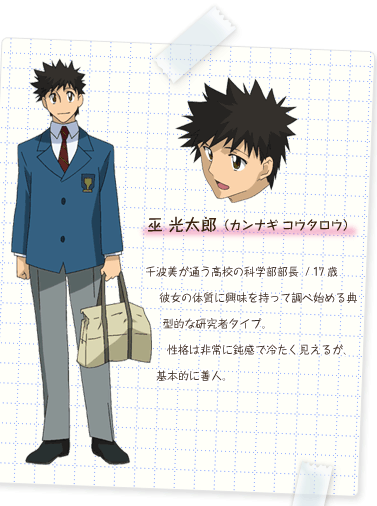 巫 光太郎 (カンナギ コウタロウ)
千波美が通う高校の科学部部長 / 17歳
彼女の体質に興味を持って調べ始める典
型的な研究者タイプ。
性格は非常に鈍感で冷たく見えるが、
基本的に善人。